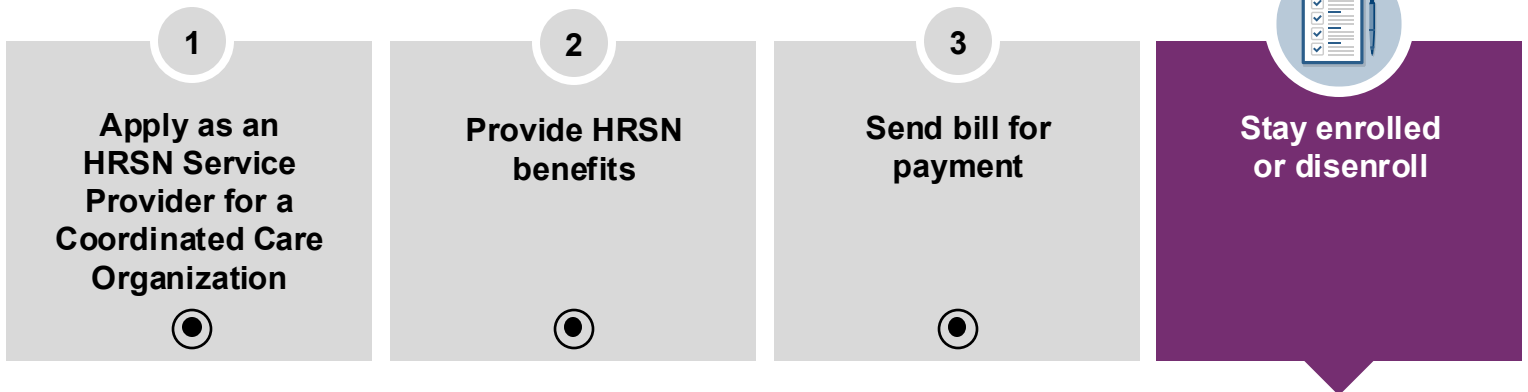 1
Apply as an
HRSN Service
Provider for a
Coordinated Care
Organization
2
Provide HRSN
benefits
3
Send bill for
payment
Stay enrolled
or disenroll